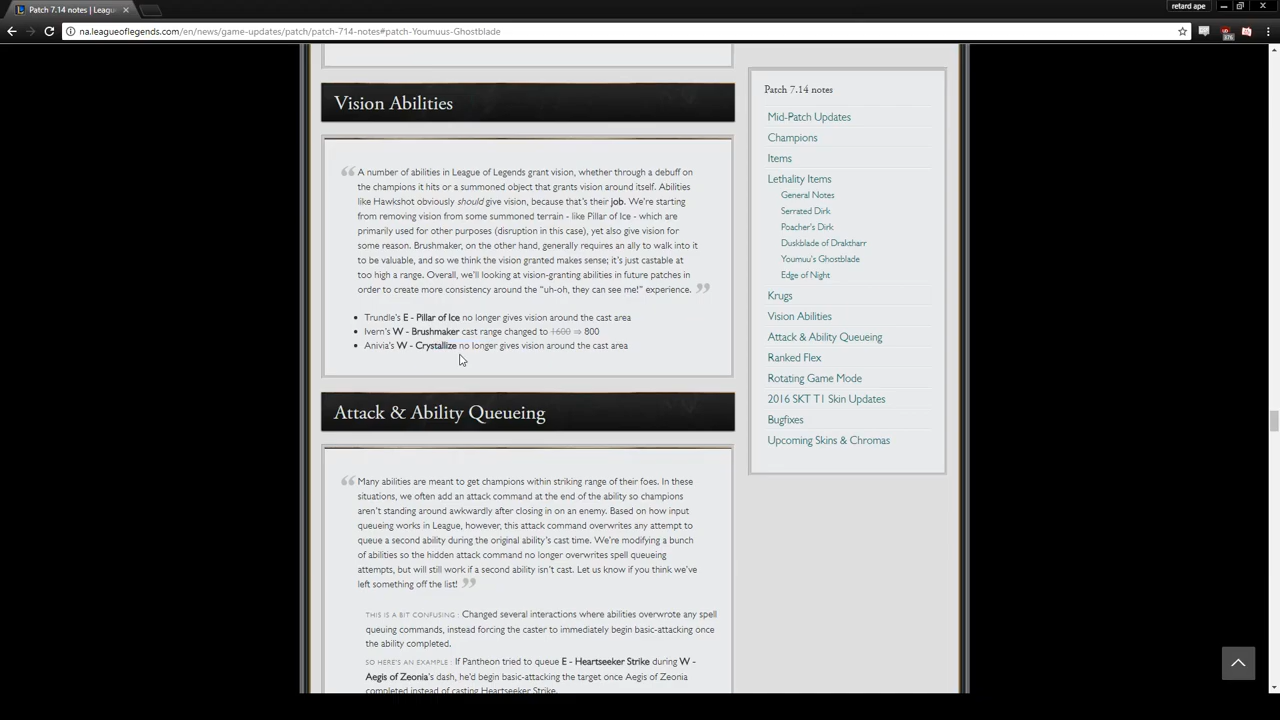 Patch 7.14 notes
retard ape
na.leagueoflegends.com/en/news/game-updates/patch/patch-714-notes#patch-Youmuus-Ghostblade
Vision Abilities
A number of abilities in League of Legends grant vision, whether through a debuff on
the champions it hits or a summoned object that grants vision around itself. Abilities
like Hawkshot obviously should give vision, because that's their job. We're starting
from removing vision from some summoned terrain - like Pillar of Ice - which are
primarily used for other purposes (disruption in this case), yet also give vision for
some reason. Brushmaker, on the other hand, generally requires an ally to walk into it
to be valuable, and so we think the vision granted makes sense; it's just castable at
too high a range. Overall, we'll looking at vision-granting abilities in future patches in
order to create more consistency around the "uh-oh, they can see me!" experience.
Trundle's E - Pillar of Ice no longer gives vision around the cast area
Ivern's W - Brushmaker cast range changed to 1600 ⇒ 800
Anivia's W - Crystallize no longer gives vision around the cast area
Attack & Ability Queueing
Many abilities are meant to get champions within striking range of their foes. In these
situations, we often add an attack command at the end of the ability so champions
aren't standing around awkwardly after closing in on an enemy. Based on how input
queueing works in League, however, this attack command overwrites any attempt to
queue a second ability during the original ability's cast time. We're modifying a bunch
of abilities so the hidden attack command no longer overwrites spell queueing
attempts, but will still work if a second ability isn't cast. Let us know if you think we've
left something off the list!
THIS IS A BIT CONFUSING : Changed several interactions where abilities overwrote any spell
queuing commands, instead forcing the caster to immediately begin basic-attacking once
the ability completed.
SO HERE'S AN EXAMPLE : If Pantheon tried to queue E - Heartseeker Strike during W -
Aegis of Zeonia's dash, he'd begin basic-attacking the target once Aegis of Zeonia
completed instead of casting Heartseeker Strike.
Patch 7.14 notes
Mid-Patch Updates
Champions
Items
Lethality Items
General Notes
Serrated Dirk
Poacher's Dirk
Duskblade of Draktharr
Youmuu's Ghostblade
Edge of Night
Krugs
Vision Abilities
Attack & Ability Queueing
Ranked Flex
Rotating Game Mode
2016 SKT T1 Skin Updates
Bugfixes
Upcoming Skins & Chromas